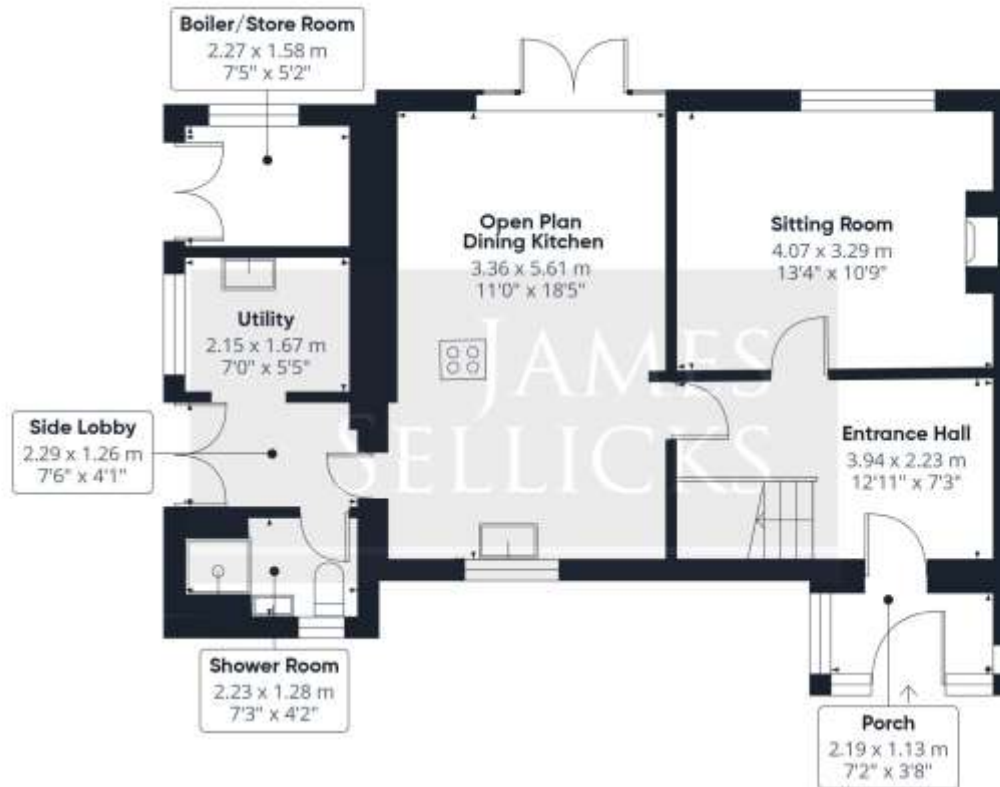 Boiler/Store Room
2.27 x 1.58 m
7'5" x 5'2"
Open Plan
Dining Kitchen
3.36 x 5.61 m
11'0" x 18'5"
Sitting Room
4.07 x 3.29 m
13'4" x 10'9"
Utility
2.15 x 1.67 m
7'0" x 5'5"
JAMES
SELLICKS
Side Lobby
2.29 x 1.26 m
7'6" x 4'1"
Entrance Hall
3.94 x 2.23 m
12'11" x 7'3"
Shower Room
2.23 x 1.28 m
7'3" x 4'2"
Porch
2.19 x 1.13 m
7'2" x 3'8"